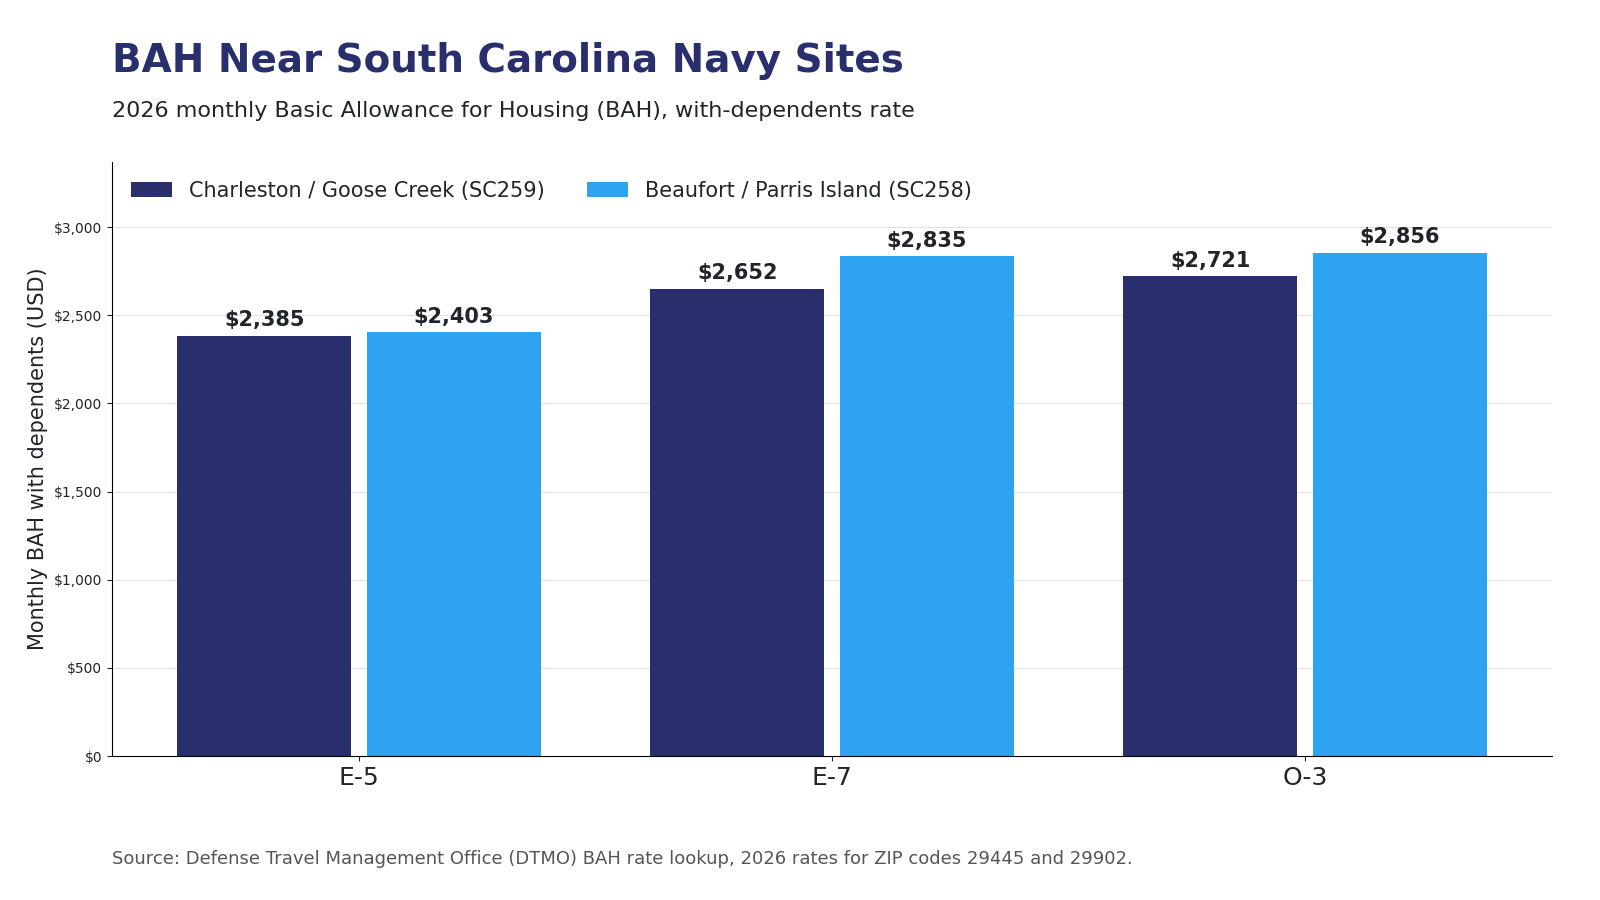 BAH Near South Carolina Navy Sites
2026 monthly Basic Allowance for Housing (BAH), with-dependents rate
Charleston / Goose Creek (SC259)
Beaufort / Parris Island (SC258)
Monthly BAH with dependents (USD)
$3,000
$2,500
$2,000
$1,500
$1,000
$500
$0
$2,385
$2,403
$2,652
$2,835
$2,721
$2,856
E-5
E-7
O-3
Source: Defense Travel Management Office (DTMO) BAH rate lookup, 2026 rates for ZIP codes 29445 and 29902.